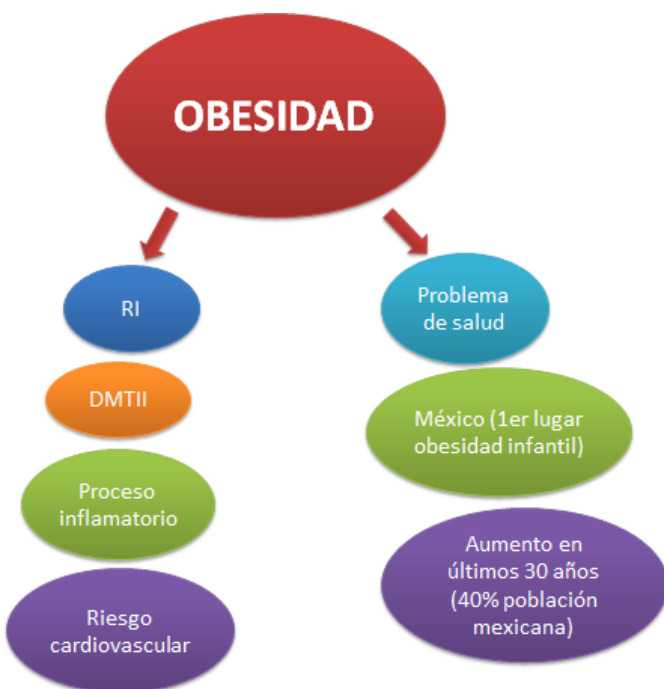 OBESIDAD
RI
DMTII
Proceso
inflamatorio
Riesgo
cardiovascular
Problema
de salud
México (1er lugar
obesidad infantil)
Aumento en
últimos 30 años
(40% población
mexicana)